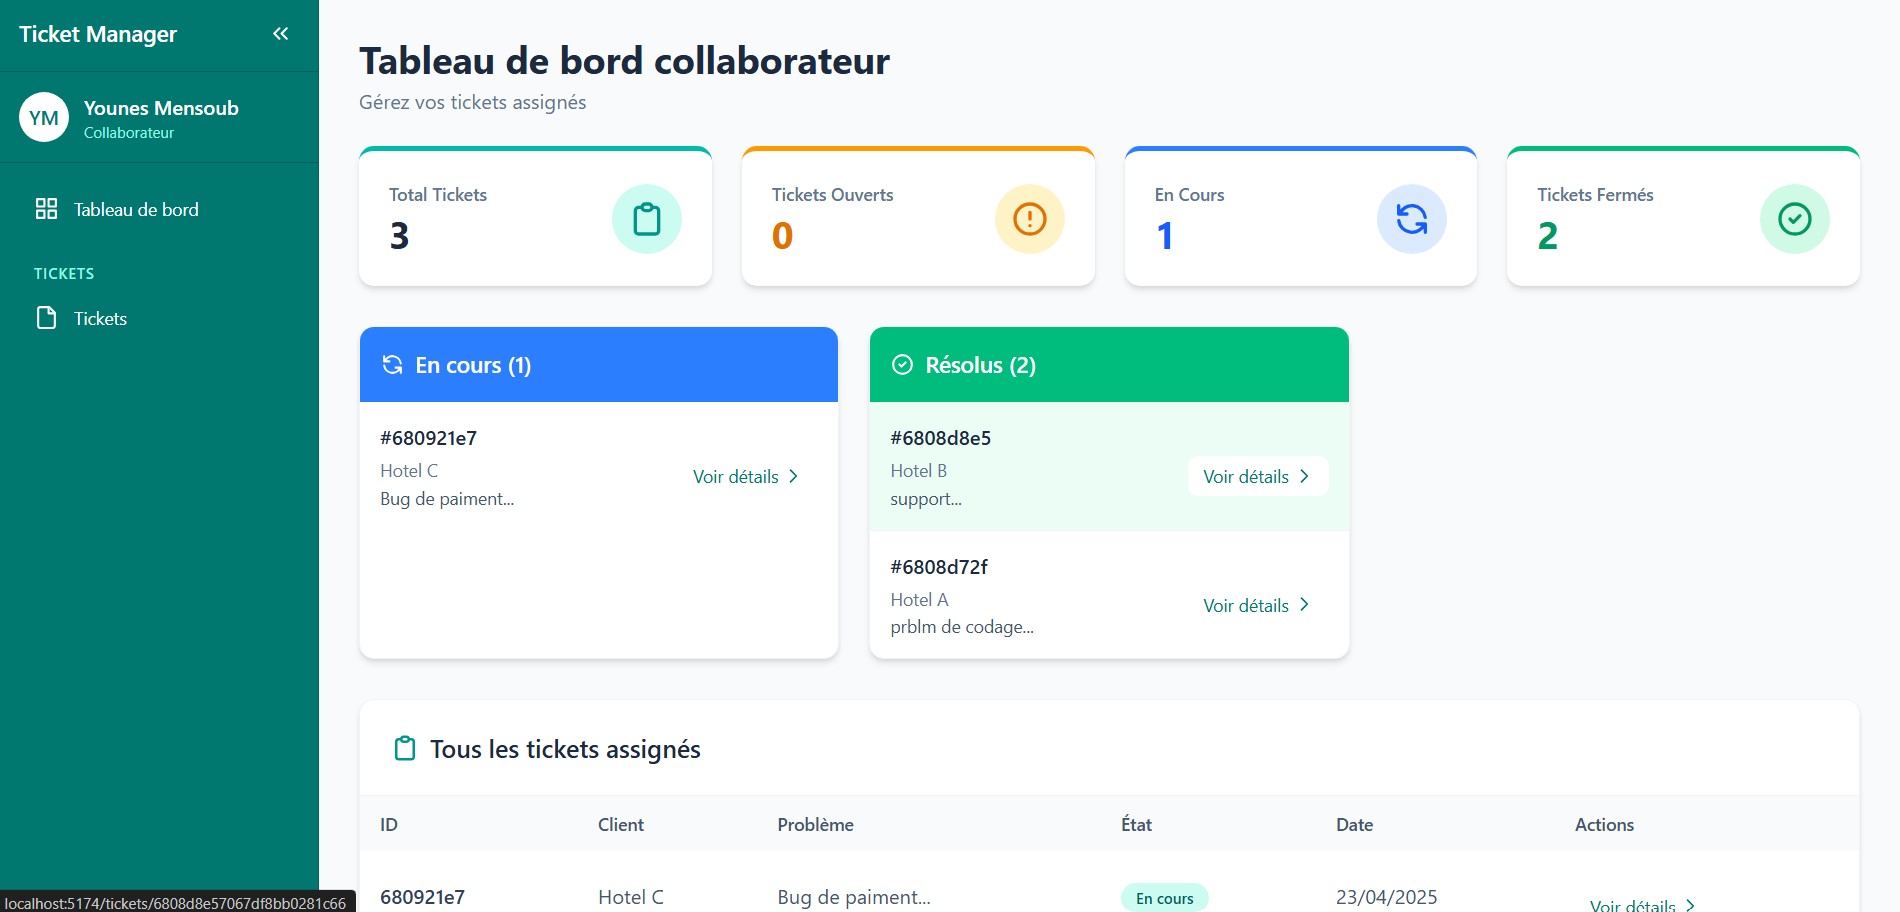 Ticket Manager
YM
Younes Mensoub
Collaborateur
Tableau de bord
TICKETS
Tickets
localhost:5174/tickets/6808d8e57067df8bb0281c66
Tableau de bord collaborateur
Gérez vos tickets assignés
Total Tickets
3
Tickets Ouverts
0
En Cours
1
Tickets Fermés
2
En cours (1)
#680921e7
Hotel C
Bug de paiment...
Voir détails
Résolus (2)
#6808d8e5
Hotel B
support...
Voir détails
#6808d72f
Hotel A
prblm de codage...
Voir détails
Tous les tickets assignés
ID Client Problème État Date Actions
680921e7 Hotel C Bug de paiment... En cours 23/04/2025 Voir détails